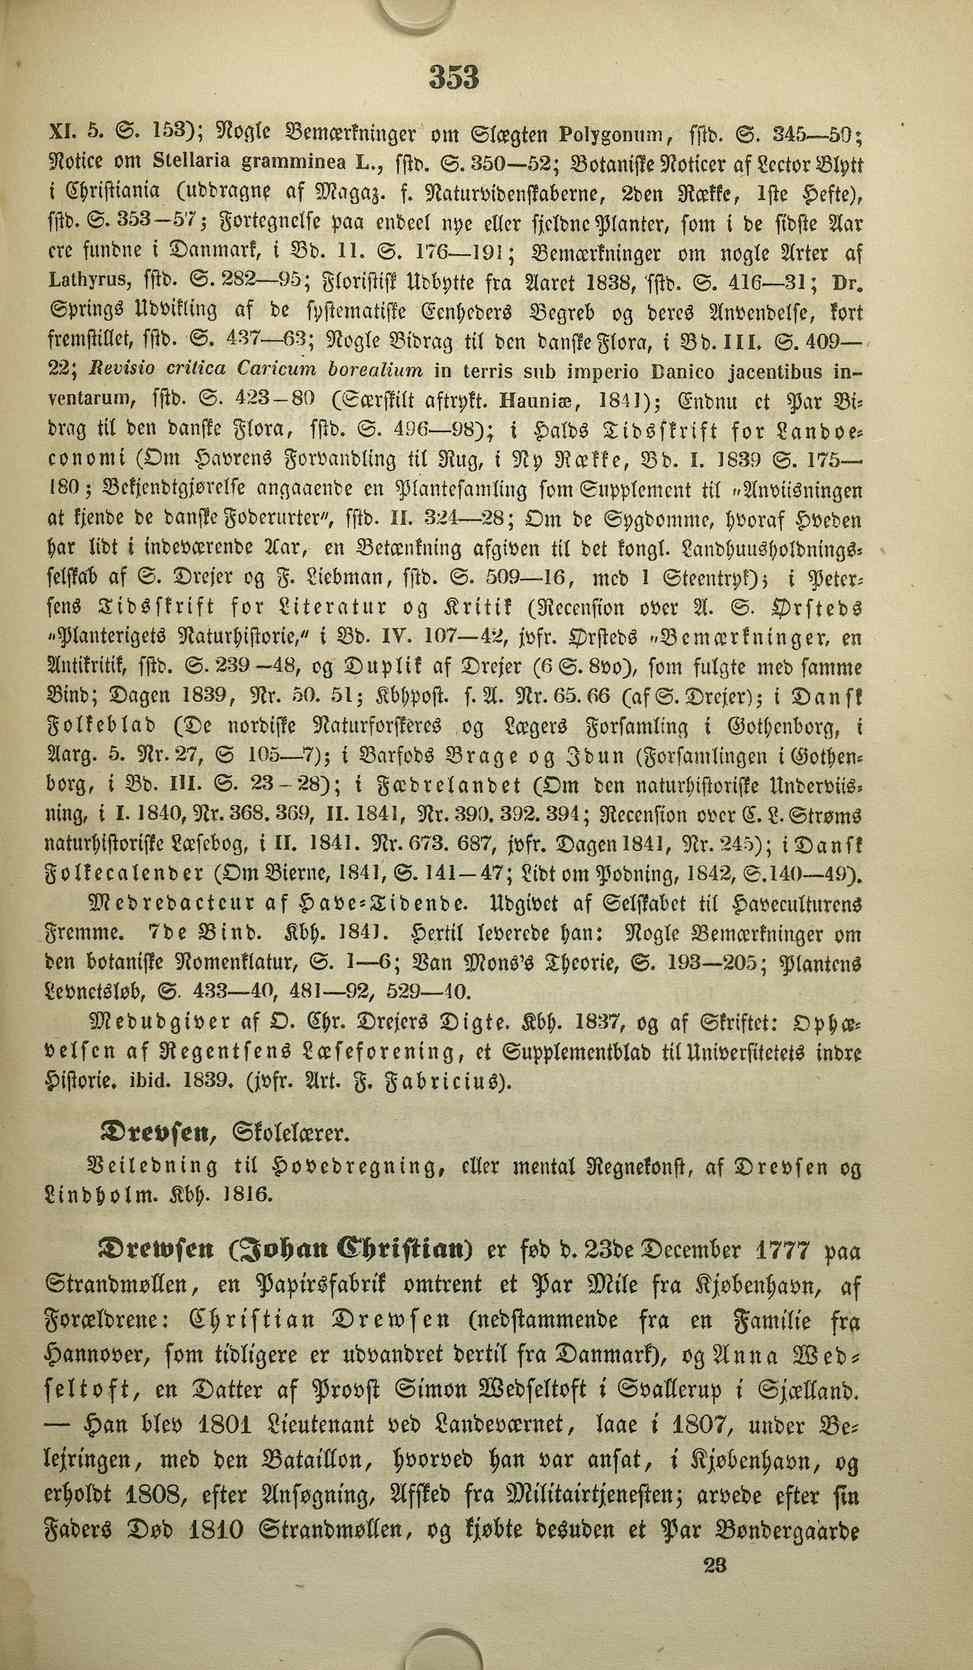 353
XI. 5. S. 153); Nogle Bemærkninger om Slægten Polygonum, sstd. S. 345—50;
Notice om Stellaria gramminea L., sstd. S. 350—52; Botaniske Noticer af Lector Blytt
i Christiania (uddragne af Magaz. f. Naturvidenskaberne, 2den Række, 1ste Hefte),
sstd. S. 353—57; Fortegnelse paa endeel nye eller sjeldne Planter, som i de sidste Aar
ere fundne i Danmark, i Bd. II. S. 176—191; Bemærkninger om nogle Arter af
Lathyrus, sstd. S. 282—95; Floristisk Udbytte fra Aaret 1838, sstd. S. 416—31; Dr.
Springs Udvikling af de systematiske Eenheders Begreb og deres Anvendelse, kort
fremstillet, sstd. S. 437—63; Nogle Bidrag til den danske Flora, i Bd. III. S. 409—
22; Revisio critica Caricum borealium in terris sub imperio Danico jacentibus in-
ventarum, sstd. S. 423—80 (Særskilt aftrykt. Hauniæ, 1841); Endnu et Par Bi-
drag til den danske Flora, sstd. S. 496—98); i Halds Tidsskrift for Landoe-
conomi (Om Havrens Forvandling til Rug, i Ny Række, Bd. I. 1839 S. 175—
180; Bekjendtgjørelse angaaende en Plantesamling som Supplement til „Anviisningen
at kjende de danske Foderurter", sstd. II. 324—28; Om de Sygdomme, hvoraf Hveden
har lidt i indeværende Aar, en Betænkning afgiven til det kongl. Landhuusholdnings-
selskab af S. Drejer og F. Liebman, sstd. S. 509—16, med 1 Steentryk); i Peter-
sens Tidsskrift for Literatur og Kritik (Recension over A. S. Ørsteds
„Planterigets Naturhistorie," i Bd. IV. 107—42, jvfr. Ørsteds „Bemærkninger, en
Antikritik, sstd. S. 239—48, og Duplik af Drejer (6 S. 8vo), som fulgte med samme
Bind; Dagen 1839, Nr. 50. 51; Kbhpost. s. A. Nr. 65. 66 (af S. Drejer); i Dansk
Folkeblad (De nordiske Naturforskeres og Lægers Forsamling i Gothenborg, i
Aarg. 5. Nr. 27, S 105—7); i Barfods Brage og Idun (Forsamlingen i Gothen-
borg, i Bd. III. S. 23—28); i Fædrelandet (Om den naturhistoriske Underviis-
ning, i I. 1840, Nr. 368. 369, II. 1841, Nr. 390. 392. 394; Recension over C. L. Strøms
naturhistoriske Læsebog, i II. 1841. Nr. 673. 687, jvfr. Dagen 1841, Nr. 245); i Dansk
Folkecalender (Om Bierne, 1841, S. 141—47; Lidt om Podning, 1842, S. 140—49).
Medredacteur af Have-Tidende. Udgivet af Selskabet til Haveculturens
Fremme. 7de Bind. Kbh. 1841. Hertil leverede han: Nogle Bemærkninger om
den botaniske Nomenklatur, S. 1—6; Van Mons's Theorie, S. 193—205; Plantens
Levnetsløb, S. 433—40, 481—92, 529—40.
Medudgiver af O. Chr. Drejers Digte. Kbh. 1837, og af Skriftet: Ophæ-
velsen af Regentsens Læseforening, et Supplementblad til Universitetets indre
Historie. ibid. 1839. (jvfr. Art. F. Fabricius).
Drevsen, Skolelærer.
Veiledning til Hovedregning, eller mental Regnekonst, af Drevsen og
Lindholm. Kbh. 1816.
Drewsen (Johan Christian) er fød d. 23de December 1777 paa
Strandmøllen, en Papirsfabrik omtrent et Par Mile fra Kjøbenhavn, af
Forældrene: Christian Drewsen (nedstammende fra en Familie fra
Hannover, som tidligere er udvandret dertil fra Danmark), og Anna Wed-
seltoft, en Datter af Provst Simon Wedseltoft i Svallerup i Sjælland.
— Han blev 1801 Lieutenant ved Landeværnet, laae i 1807, under Be-
lejringen, med den Bataillon, hvorved han var ansat, i Kjøbenhavn, og
erholdt 1808, efter Ansøgning, Afsked fra Militairtjenesten; arvede efter sin
Faders Død 1810 Strandmøllen, og kjøbte desuden et Par Bøndergaarde
23